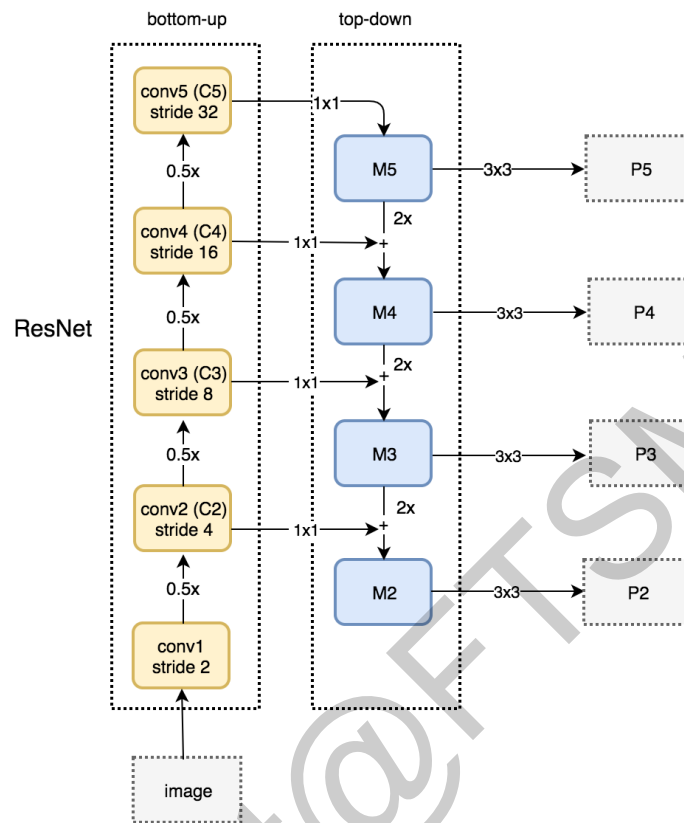 bottom-up
top-down
conv5 (C5)
stride 32
1x1
0.5x
M5
3x3
P5
2x
conv4 (C4)
stride 16
1x1
+
M4
3x3
P4
0.5x
ResNet
2x
conv3 (C3)
stride 8
1x1
+
M3
3x3
P3
0.5x
2x
conv2 (C2)
stride 4
1x1
+
M2
3x3
P2
0.5x
conv1
stride 2
image
@FTSM